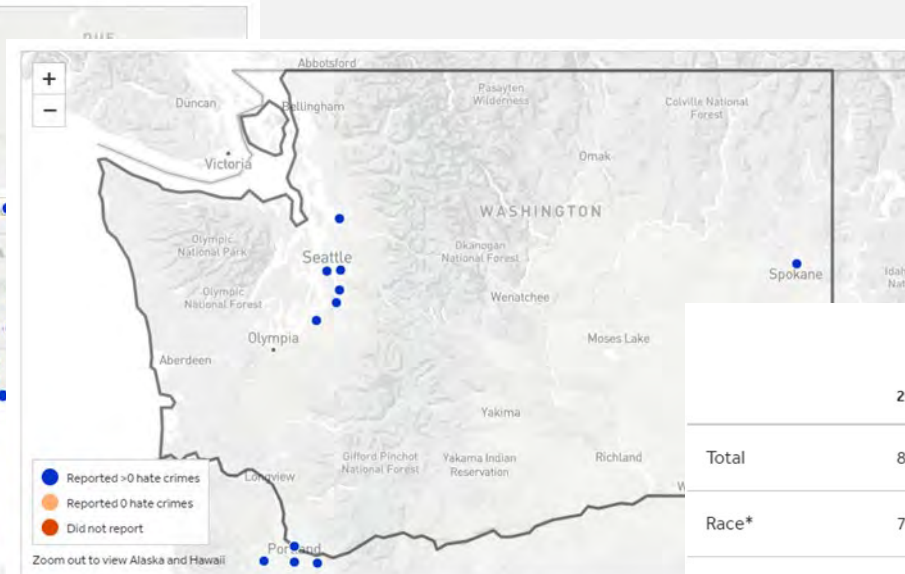 Abbotsford
+
−
Duncan
Bellingham
Pasayten
Wilderness
Colville National
Forest
Victoria
Omak
WASHINGTON
Olympic
National Park
Seattle
Okanogan
National Forest
Spokane
Olympic
National Forest
Wenatchee
Olympia
Moses Lake
Aberdeen
Yakima
Gifford Pinchot
National Forest
Yakama Indian
Reservation
Richland
Longview
Portland
Reported >0 hate crimes
Reported 0 hate crimes
Did not report
Zoom out to view Alaska and Hawaii
2
Total 8
Race* 7